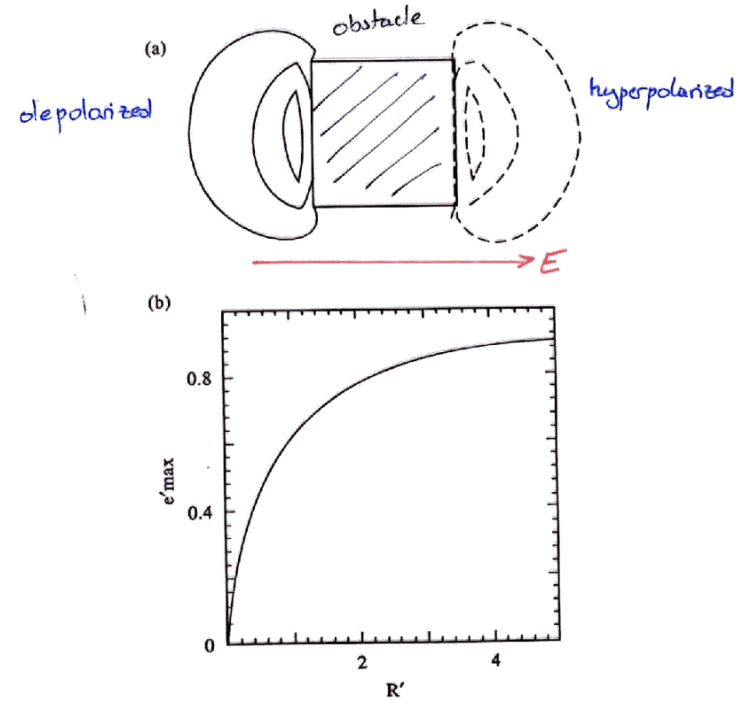 obstacle
(a)
depolarized
hyperpolarized
E
(b)
0.8
e'max
0.4
0
2
4
R'